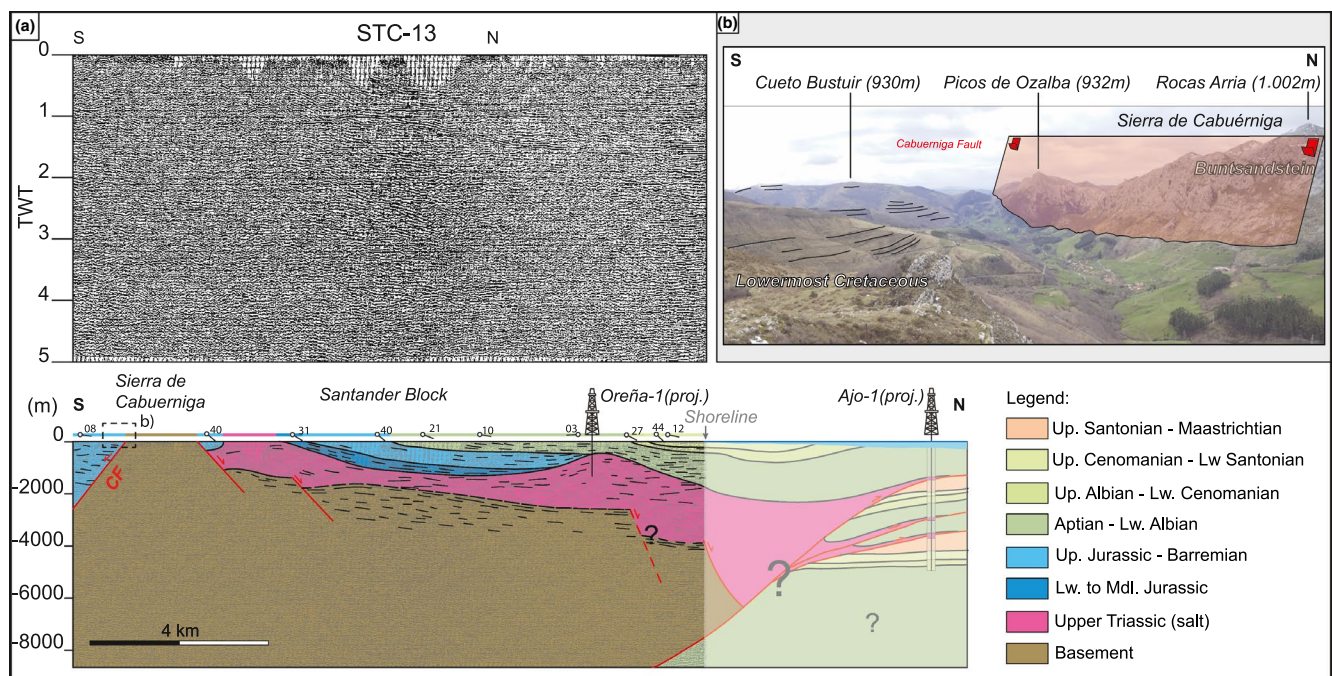 (a)
STC-13
S
N
0
1
2
3
4
5
TWT
(b)
S
N
Cueto Bustuir (930m)
Picos de Ozalba (932m)
Rocas Arria (1.002m)
Sierra de Cabuérniga
Cabuerniga Fault
Buntsandstein
Lowermost Cretaceous
(m)
S
Sierra de
Cabuerniga
b)
Santander Block
Oreña-1(proj.)
Shoreline
Ajo-1(proj.)
N
08
40
31
40
21
10
03
27
44
12
0
-2000
-4000
-6000
-8000
CF
?
?
?
4 km
Legend:
Up. Santonian - Maastrichtian
Up. Cenomanian - Lw Santonian
Up. Albian - Lw. Cenomanian
Aptian - Lw. Albian
Up. Jurassic - Barremian
Lw. to Mdl. Jurassic
Upper Triassic (salt)
Basement